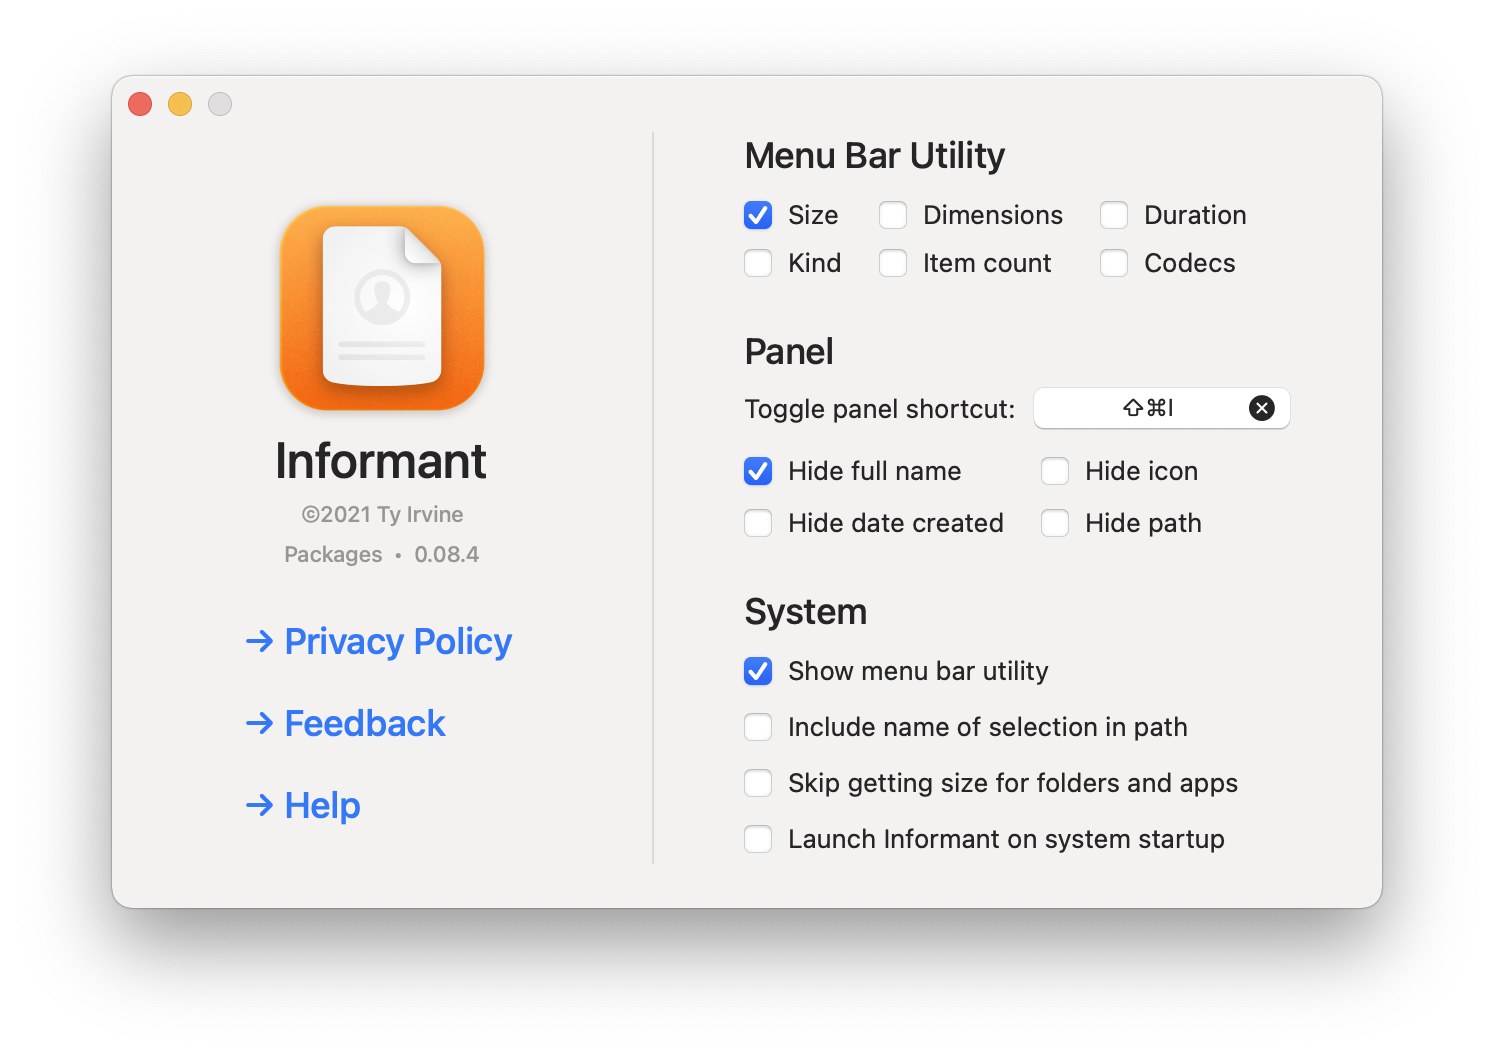 Menu Bar Utility
Size Dimensions Duration
Kind Item count Codecs
Panel
Toggle panel shortcut: ⇧⌘I
Hide full name Hide icon
Hide date created Hide path
System
Show menu bar utility
Include name of selection in path
Skip getting size for folders and apps
Launch Informant on system startup
Informant
©2021 Ty Irvine
Packages • 0.08.4
→ Privacy Policy
→ Feedback
→ Help